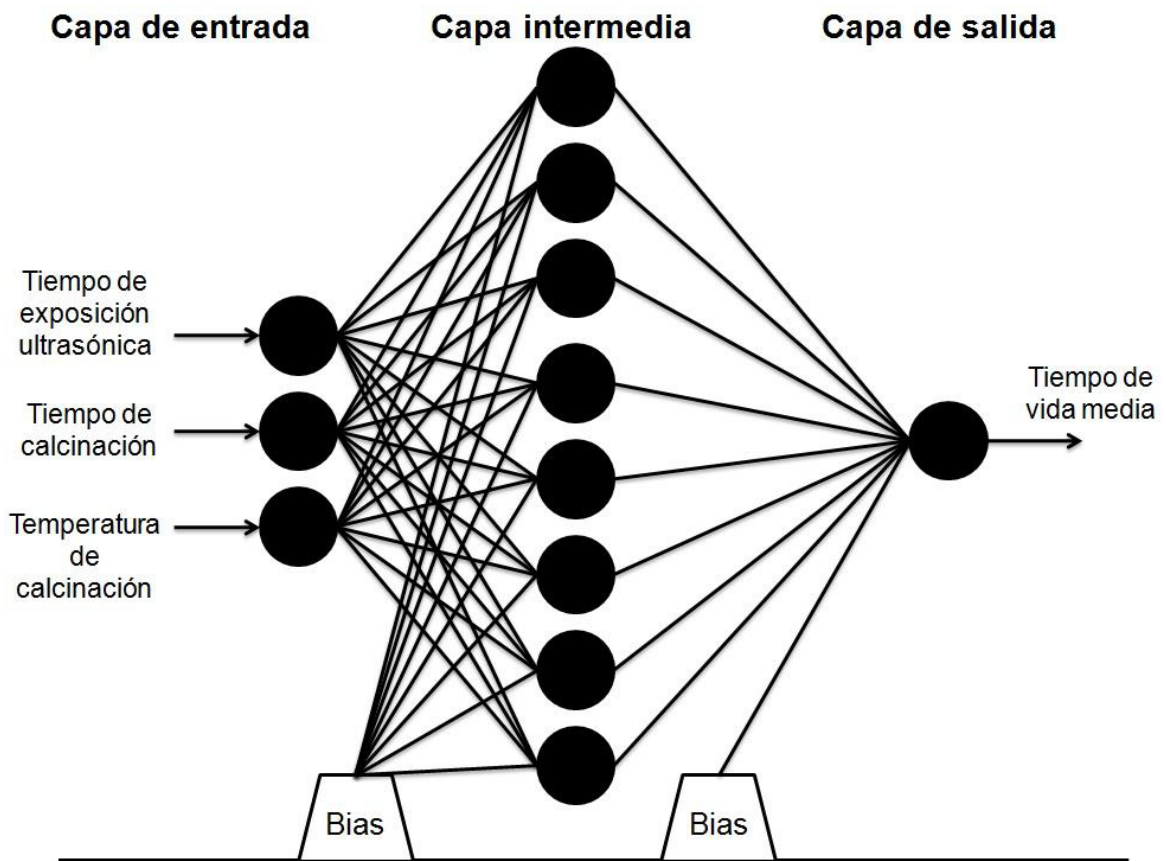 Capa de entrada
Capa intermedia
Capa de salida
Tiempo de
exposición
ultrasónica
Tiempo de
calcinación
Temperatura
de
calcinación
Tiempo de
vida media
Bias
Bias